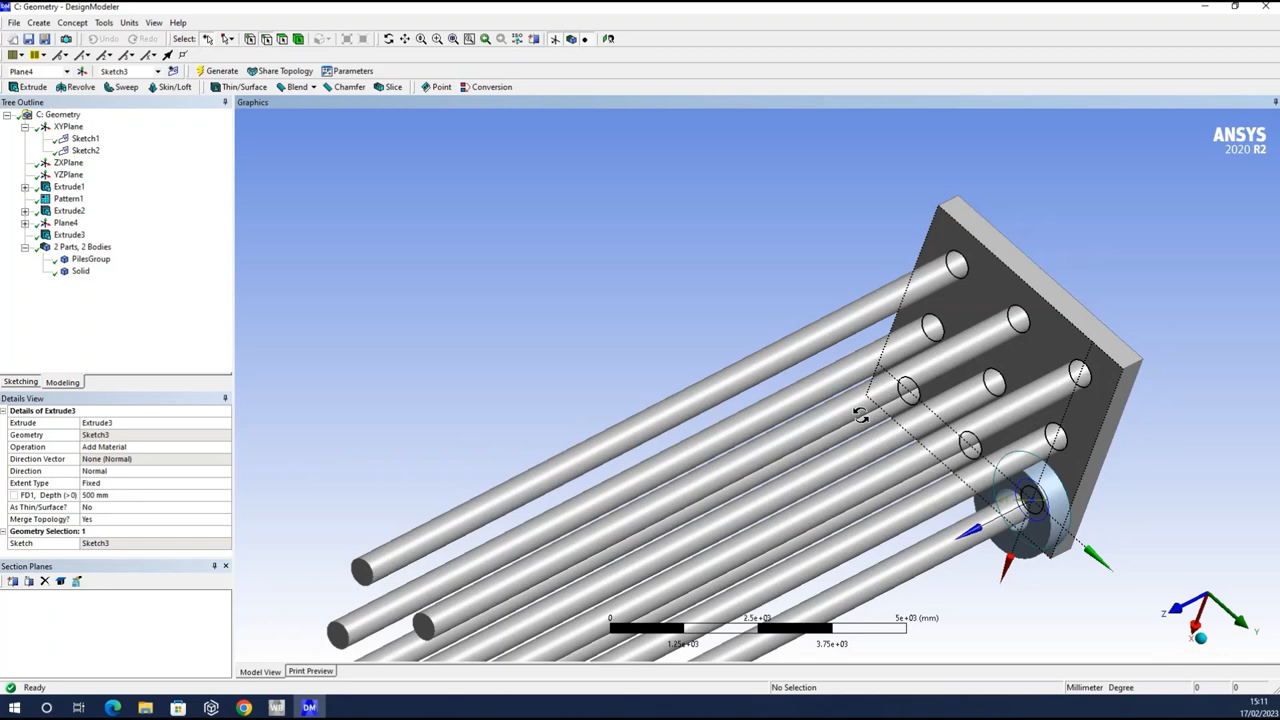 C: Geometry - DesignModeler
File Create Concept Tools Units View Help
Undo Redo Select:
Plane4 Sketch3 Generate Share Topology Parameters
Extrude Revolve Sweep Skin/Loft Thin/Surface Blend Chamfer Slice Point Conversion
Tree Outline
Graphics
C: Geometry
XYPlane
Sketch1
Sketch2
ZXPlane
YZPlane
Extrude1
Pattern1
Extrude2
Plane4
Extrude3
2 Parts, 2 Bodies
PilesGroup
Solid
ANSYS
2020 R2
Sketching Modeling
Details View
Details of Extrude3
Extrude Extrude3
Geometry Sketch3
Operation Add Material
Direction Vector None (Normal)
Direction Normal
Extent Type Fixed
FD1, Depth (>0) 500 mm
As Thin/Surface? No
Merge Topology? Yes
Geometry Selection: 1
Sketch Sketch3
Section Planes
0 2.5e+03 5e+03 (mm)
1.25e+03 3.75e+03
Z
X
Y
Model View Print Preview
Ready No Selection Millimeter Degree 0 0
WB DM
15:11
17/02/2023